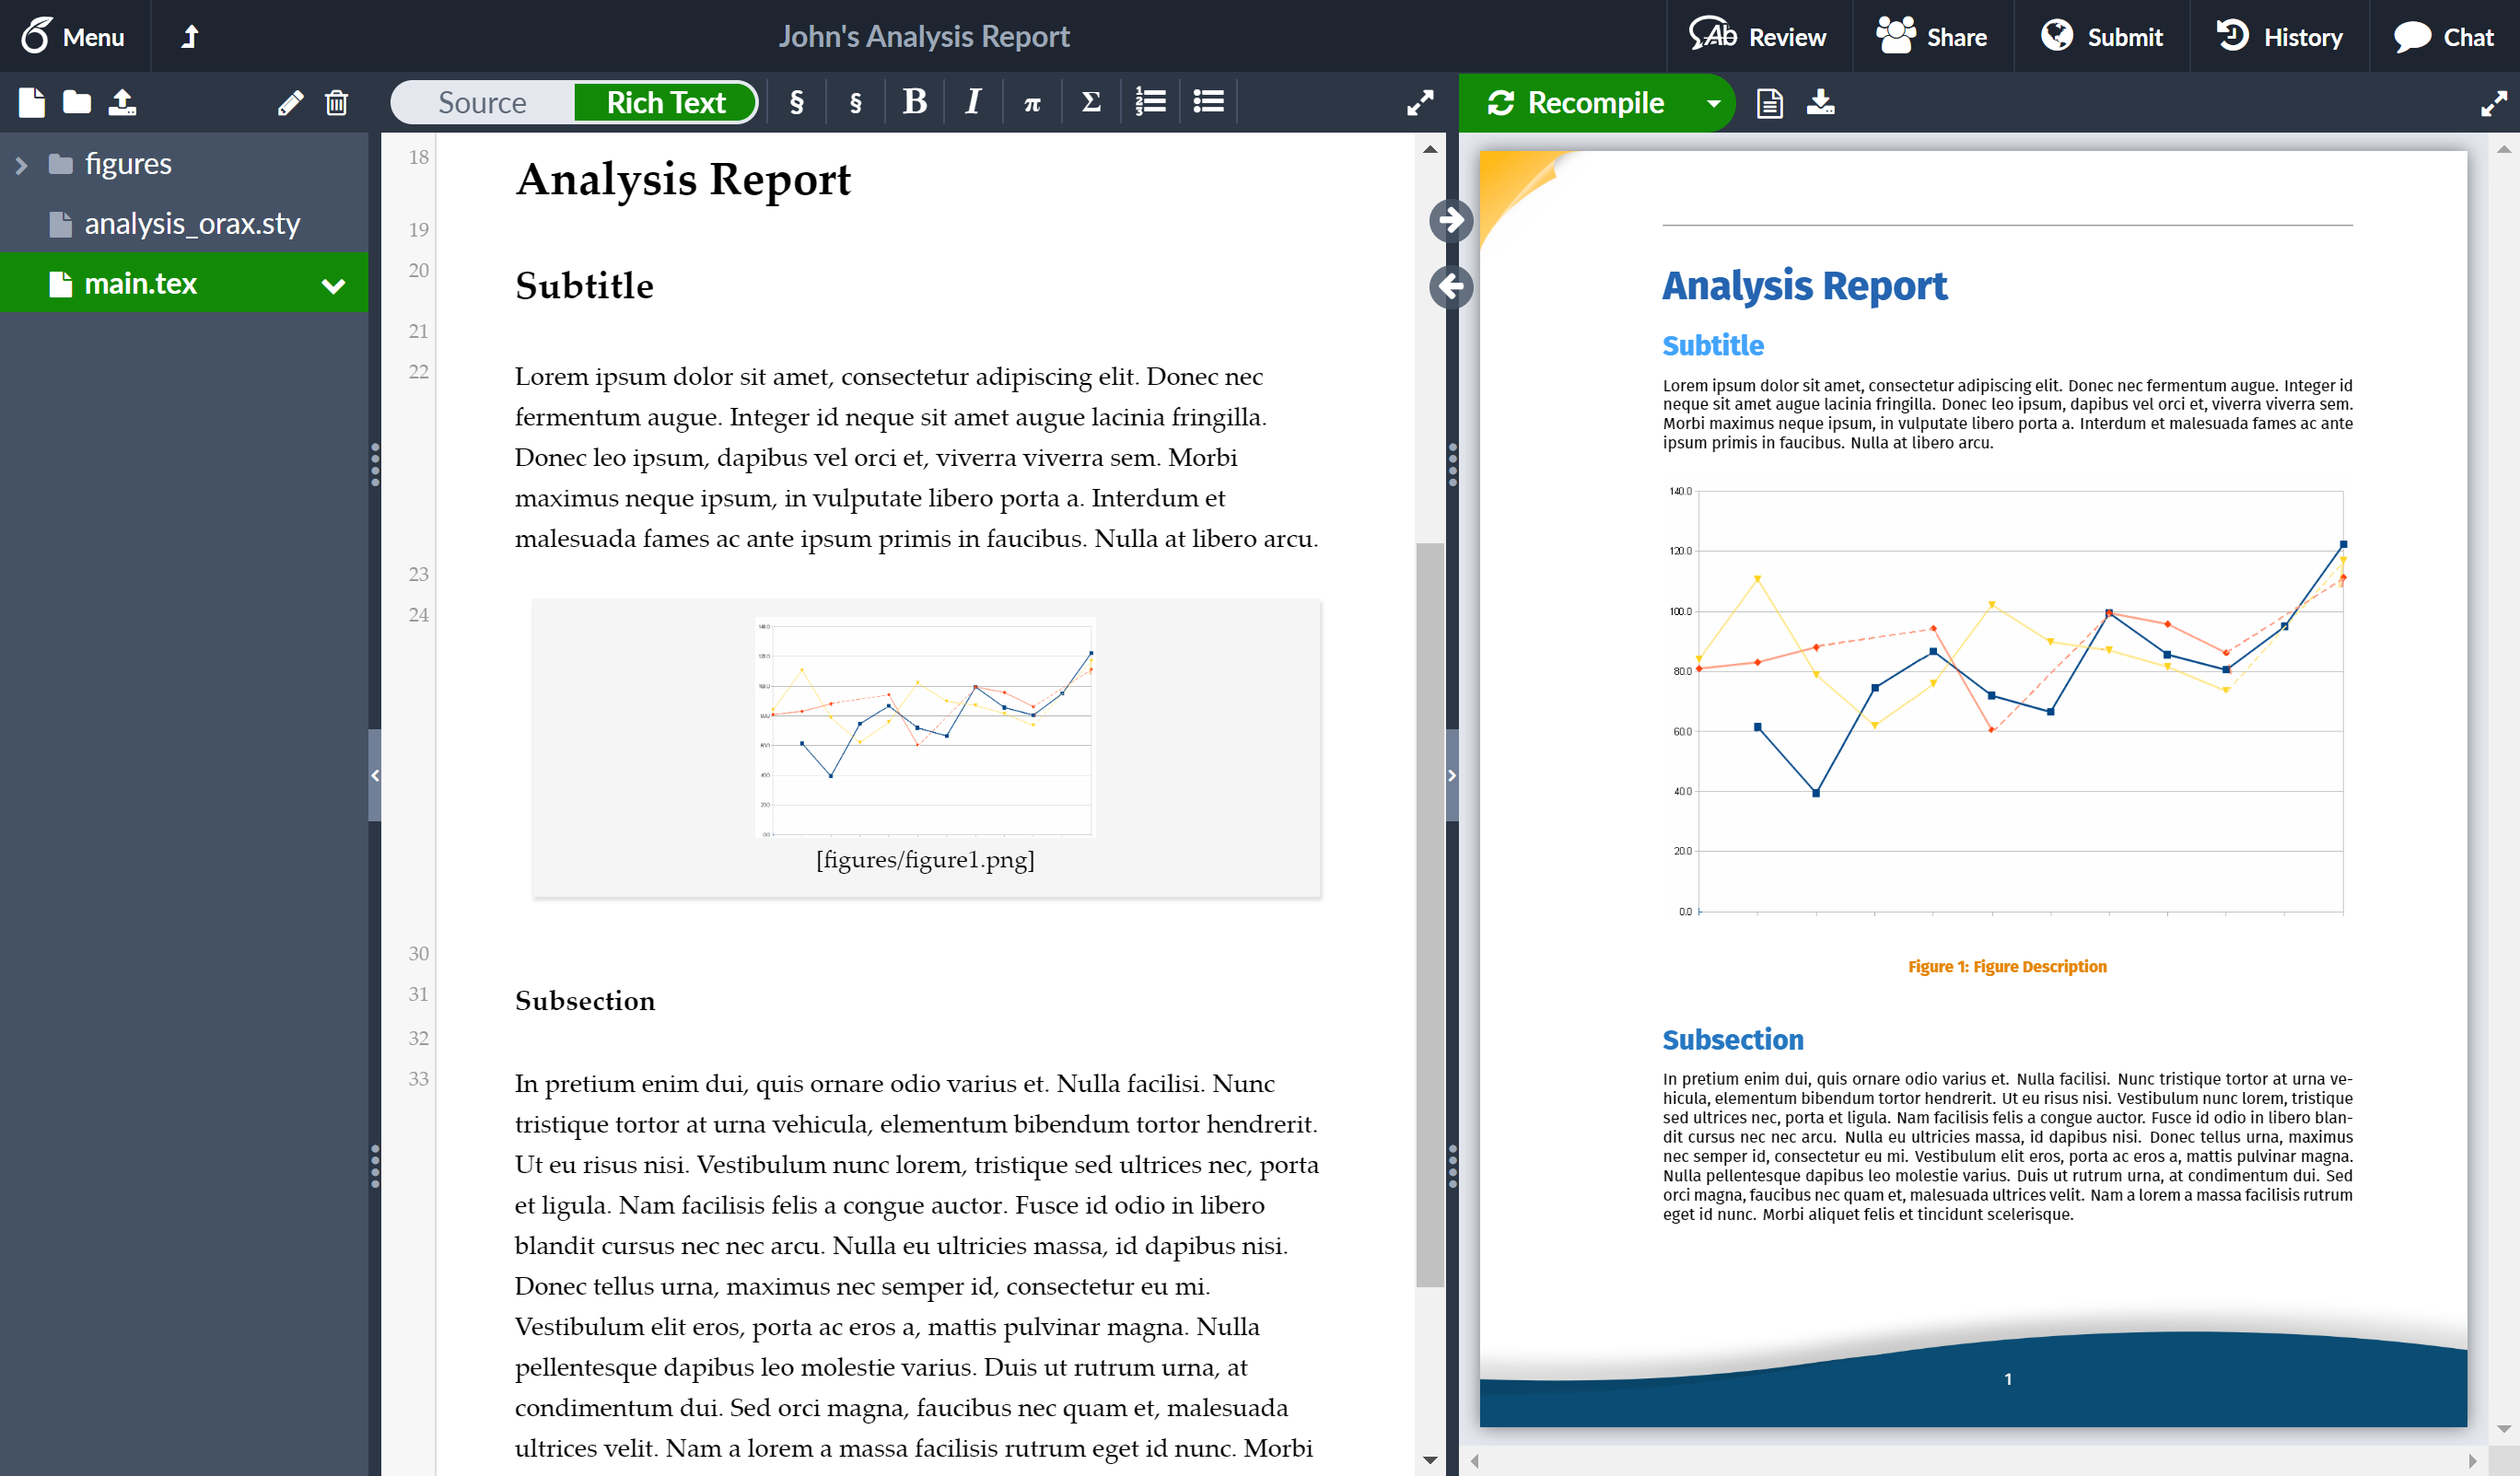 Menu
John's Analysis Report
Review
Share
Submit
History
Chat
Source
Rich Text
§
§
B
I
π
Σ
Recompile
figures
analysis_orax.sty
main.tex
18
Analysis Report
19
20
Subtitle
21
22
Lorem ipsum dolor sit amet, consectetur adipiscing elit. Donec nec
fermentum augue. Integer id neque sit amet augue lacinia fringilla.
Donec leo ipsum, dapibus vel orci et, viverra viverra sem. Morbi
maximus neque ipsum, in vulputate libero porta a. Interdum et
malesuada fames ac ante ipsum primis in faucibus. Nulla at libero arcu.
23
24
[figures/figure1.png]
30
31
Subsection
32
33
In pretium enim dui, quis ornare odio varius et. Nulla facilisi. Nunc
tristique tortor at urna vehicula, elementum bibendum tortor hendrerit.
Ut eu risus nisi. Vestibulum nunc lorem, tristique sed ultrices nec, porta
et ligula. Nam facilisis felis a congue auctor. Fusce id odio in libero
blandit cursus nec nec arcu. Nulla eu ultricies massa, id dapibus nisi.
Donec tellus urna, maximus nec semper id, consectetur eu mi.
Vestibulum elit eros, porta ac eros a, mattis pulvinar magna. Nulla
pellentesque dapibus leo molestie varius. Duis ut rutrum urna, at
condimentum dui. Sed orci magna, faucibus nec quam et, malesuada
ultrices velit. Nam a lorem a massa facilisis rutrum eget id nunc. Morbi
Analysis Report
Subtitle
Lorem ipsum dolor sit amet, consectetur adipiscing elit. Donec nec fermentum augue. Integer id
neque sit amet augue lacinia fringilla. Donec leo ipsum, dapibus vel orci et, viverra viverra sem.
Morbi maximus neque ipsum, in vulputate libero porta a. Interdum et malesuada fames ac ante
ipsum primis in faucibus. Nulla at libero arcu.
140.0
120.0
100.0
80.0
60.0
40.0
20.0
0.0
Figure 1: Figure Description
Subsection
In pretium enim dui, quis ornare odio varius et. Nulla facilisi. Nunc tristique tortor at urna ve-
hicula, elementum bibendum tortor hendrerit. Ut eu risus nisi. Vestibulum nunc lorem, tristique
sed ultrices nec, porta et ligula. Nam facilisis felis a congue auctor. Fusce id odio in libero blan-
dit cursus nec nec arcu. Nulla eu ultricies massa, id dapibus nisi. Donec tellus urna, maximus
nec semper id, consectetur eu mi. Vestibulum elit eros, porta ac eros a, mattis pulvinar magna.
Nulla pellentesque dapibus leo molestie varius. Duis ut rutrum urna, at condimentum dui. Sed
orci magna, faucibus nec quam et, malesuada ultrices velit. Nam a lorem a massa facilisis rutrum
eget id nunc. Morbi aliquet felis et tincidunt scelerisque.
1